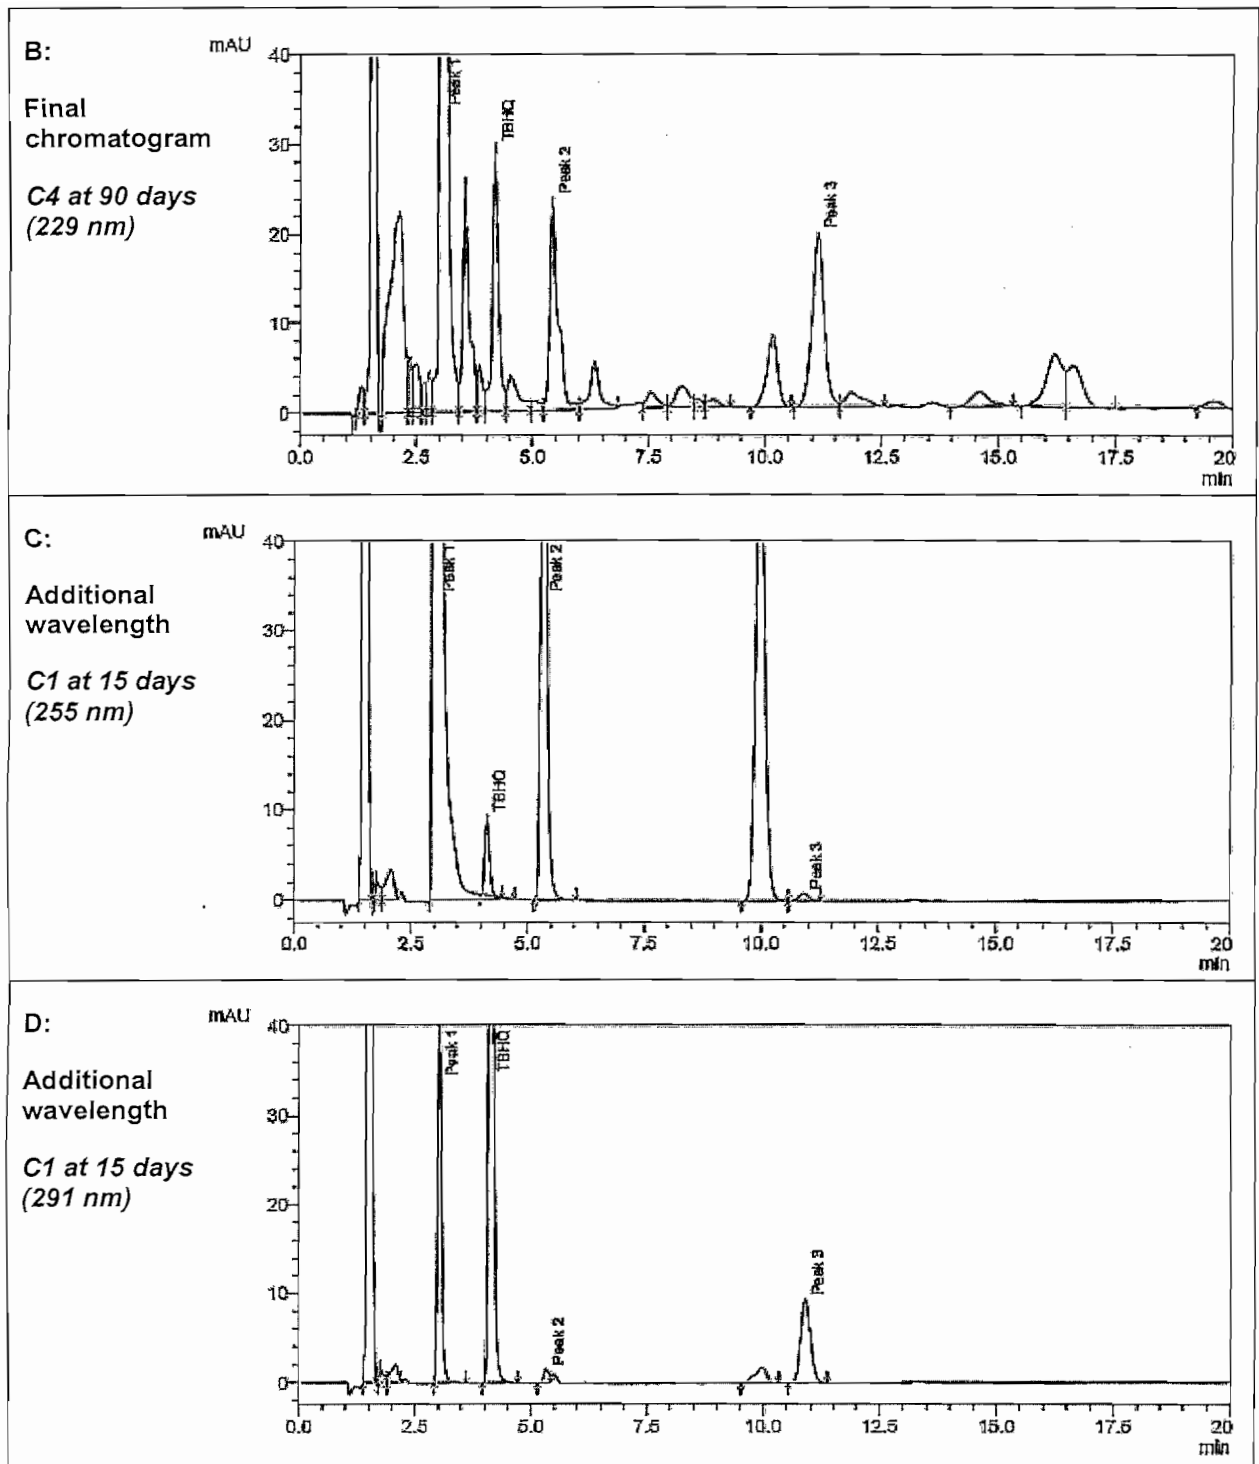 B:
Final
chromatogram
C4 at 90 days
(229 nm)
mAU
40
30
20
10
0
Peak 1
TBHQ
Peak 2
Peak 3
0.0 2.5 5.0 7.5 10.0 12.5 15.0 17.5 20
min
C:
Additional
wavelength
C1 at 15 days
(255 nm)
mAU
40
30
20
10
0
Peak 1
TBHQ
Peak 2
Peak 3
0.0 2.5 5.0 7.5 10.0 12.5 15.0 17.5 20
min
D:
Additional
wavelength
C1 at 15 days
(291 nm)
mAU
40
30
20
10
0
Peak 1
TBHQ
Peak 2
Peak 3
0.0 2.5 5.0 7.5 10.0 12.5 15.0 17.5 20
min